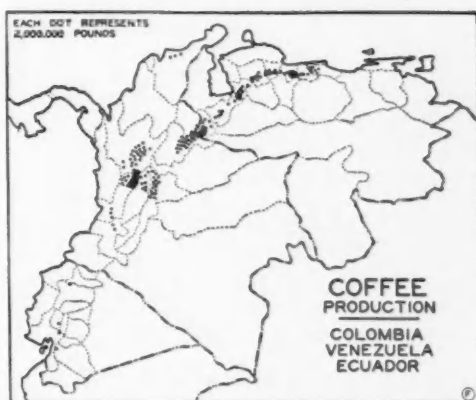 EACH DOT REPRESENTS
2,000,000 POUNDS
COFFEE
PRODUCTION
COLOMBIA
VENEZUELA
ECUADOR